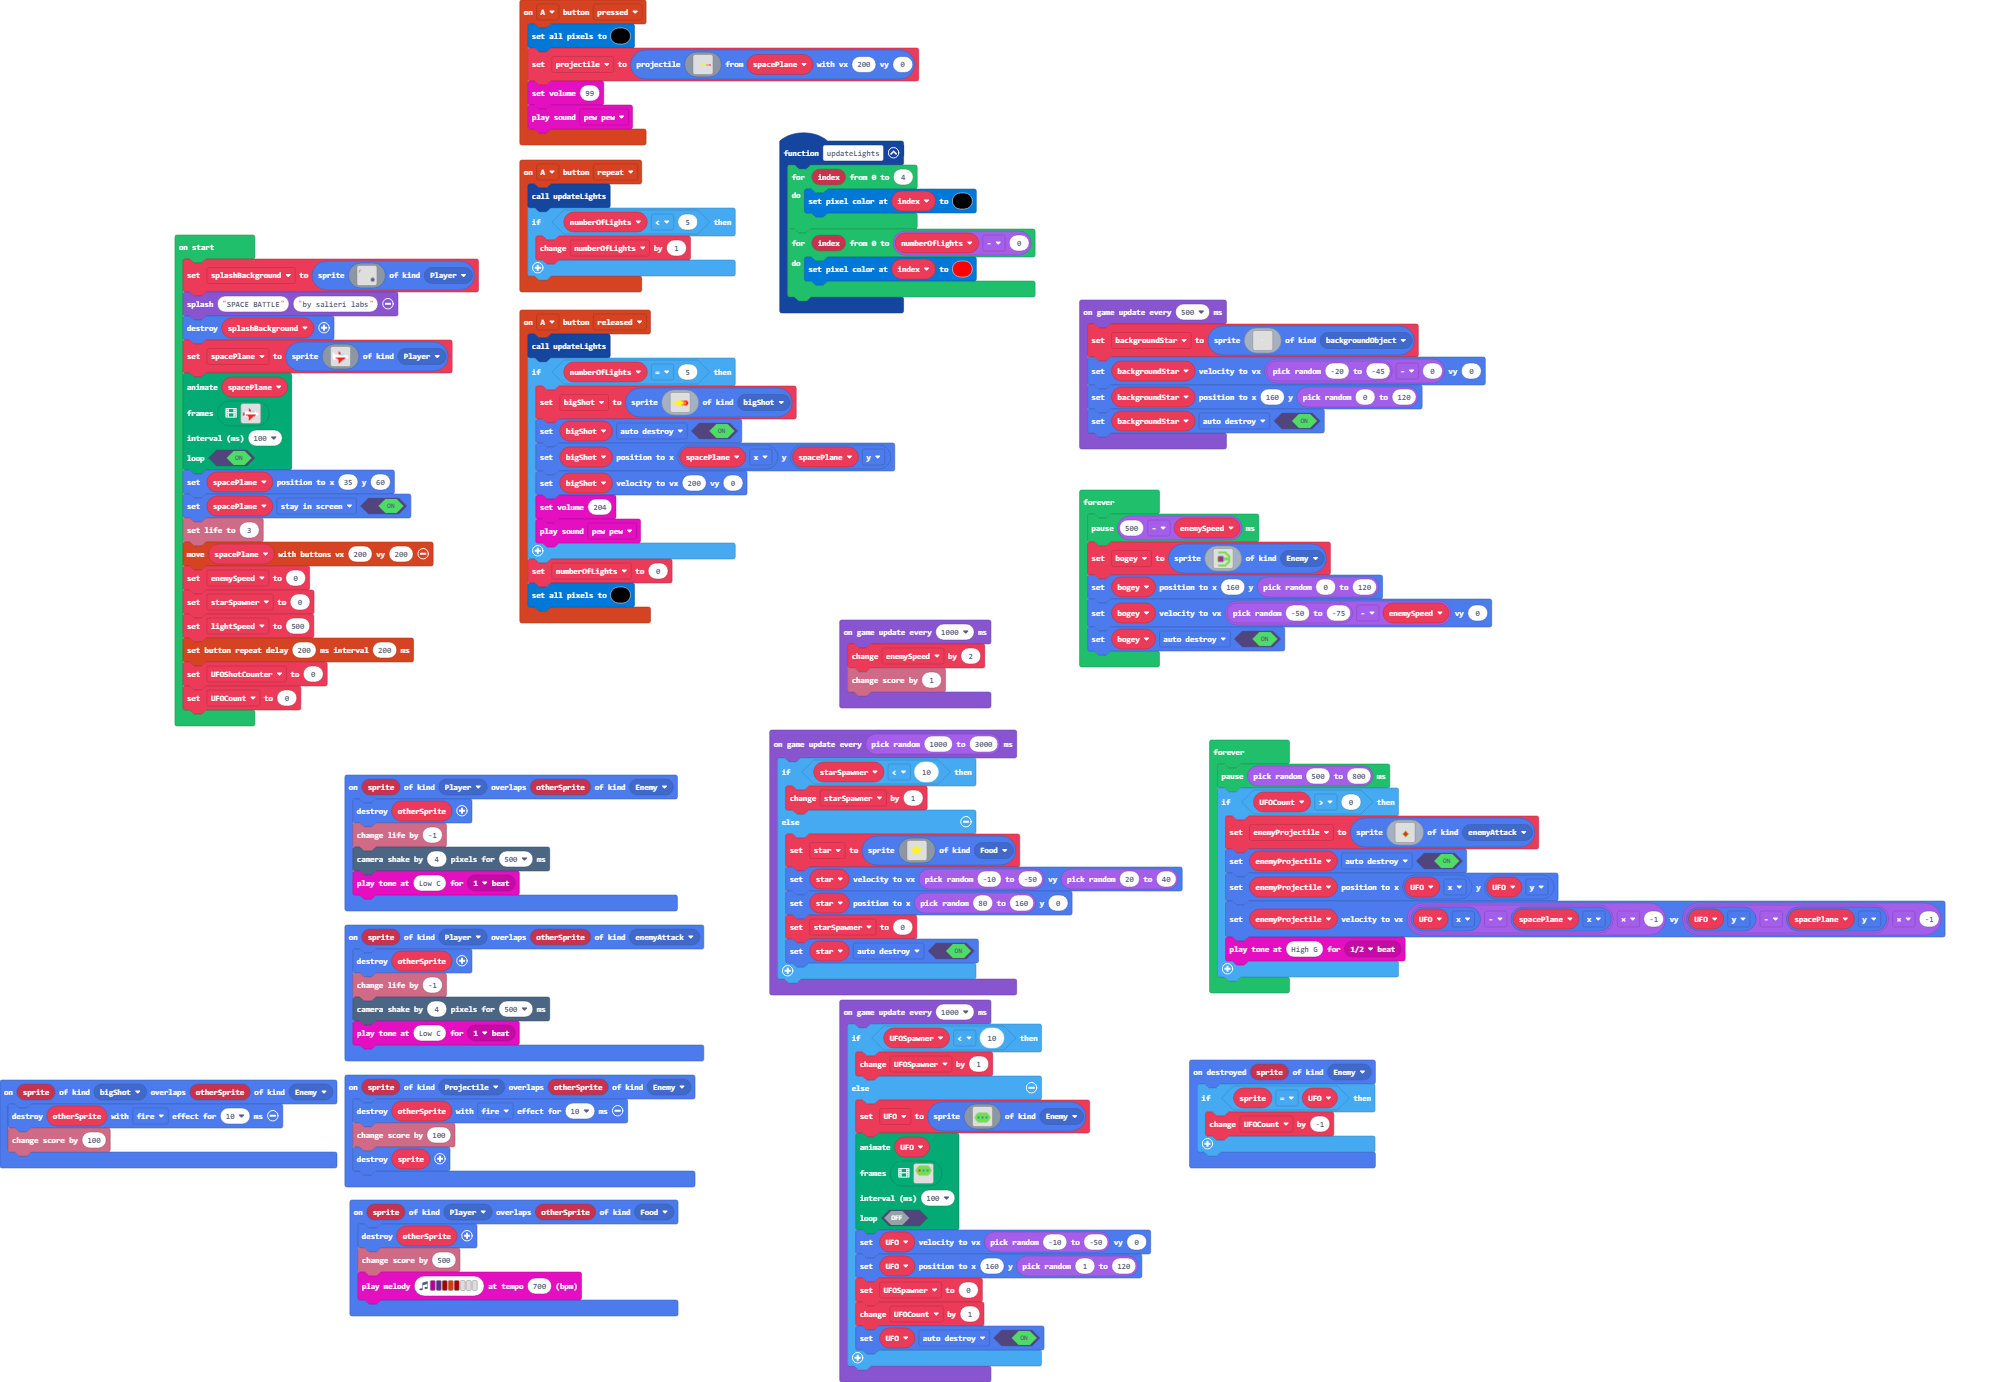 on A button pressed
set all pixels to
set projectile to projectile from spacePlane with vx 200 vy 0
set volume 99
play sound pew pew
on A button repeat
call updateLights
if numberOfLights < 5 then
change numberOfLights by 1
function updateLights
for index from 0 to 4
do set pixel color at index to
for index from 0 to numberOfLights - 0
do set pixel color at index to
on start
set splashBackground to sprite of kind Player
splash "SPACE BATTLE" "by salieri labs"
destroy splashBackground
set spacePlane to sprite of kind Player
animate spacePlane
frames
interval (ms) 100
loop ON
set spacePlane position to x 35 y 60
set spacePlane stay in screen ON
set life to 3
move spacePlane with buttons vx 200 vy 200
set enemySpeed to 0
set starSpawner to 0
set lightSpeed to 500
set button repeat delay 200 ms interval 200 ms
set UFOShotCounter to 0
set UFOCount to 0
on A button released
call updateLights
if numberOfLights = 5 then
set bigShot to sprite of kind bigShot
set bigShot auto destroy ON
set bigShot position to x spacePlane x y spacePlane y
set bigShot velocity to vx 200 vy 0
set volume 204
play sound pew pew
set numberOfLights to 0
set all pixels to
on game update every 500 ms
set backgroundStar to sprite of kind backgroundObject
set backgroundStar velocity to vx pick random -20 to -45 - 0 vy 0
set backgroundStar position to x 160 y pick random 0 to 120
set backgroundStar auto destroy ON
forever
pause 500 - enemySpeed ms
set bogey to sprite of kind Enemy
set bogey position to x 160 y pick random 0 to 120
set bogey velocity to vx pick random -50 to -75 - enemySpeed vy 0
set bogey auto destroy ON
on game update every 1000 ms
change enemySpeed by 2
change score by 1
on game update every pick random 1000 to 3000 ms
if starSpawner < 10 then
change starSpawner by 1
else
set star to sprite of kind Food
set star velocity to vx pick random -10 to -50 vy pick random 20 to 40
set star position to x pick random 80 to 160 y 0
set starSpawner to 0
set star auto destroy ON
forever
pause pick random 500 to 800 ms
if UFOCount > 0 then
set enemyProjectile to sprite of kind enemyAttack
set enemyProjectile auto destroy ON
set enemyProjectile position to x UFO x y UFO y
set enemyProjectile velocity to vx UFO x - spacePlane x × -1 vy UFO y - spacePlane y × -1
play tone at High G for 1/2 beat
on sprite of kind Player overlaps otherSprite of kind Enemy
destroy otherSprite
change life by -1
camera shake by 4 pixels for 500 ms
play tone at Low C for 1 beat
on sprite of kind Player overlaps otherSprite of kind enemyAttack
destroy otherSprite
change life by -1
camera shake by 4 pixels for 500 ms
play tone at Low C for 1 beat
on sprite of kind bigShot overlaps otherSprite of kind Enemy
destroy otherSprite with fire effect for 10 ms
change score by 100
on sprite of kind Projectile overlaps otherSprite of kind Enemy
destroy otherSprite with fire effect for 10 ms
change score by 100
destroy sprite
on sprite of kind Player overlaps otherSprite of kind Food
destroy otherSprite
change score by 500
play melody at tempo 700 (bpm)
on game update every 1000 ms
if UFOSpawner < 10 then
change UFOSpawner by 1
else
set UFO to sprite of kind Enemy
animate UFO
frames
interval (ms) 100
loop OFF
set UFO velocity to vx pick random -10 to -50 vy 0
set UFO position to x 160 y pick random 1 to 120
set UFOSpawner to 0
change UFOCount by 1
set UFO auto destroy ON
on destroyed sprite of kind Enemy
if sprite = UFO then
change UFOCount by -1